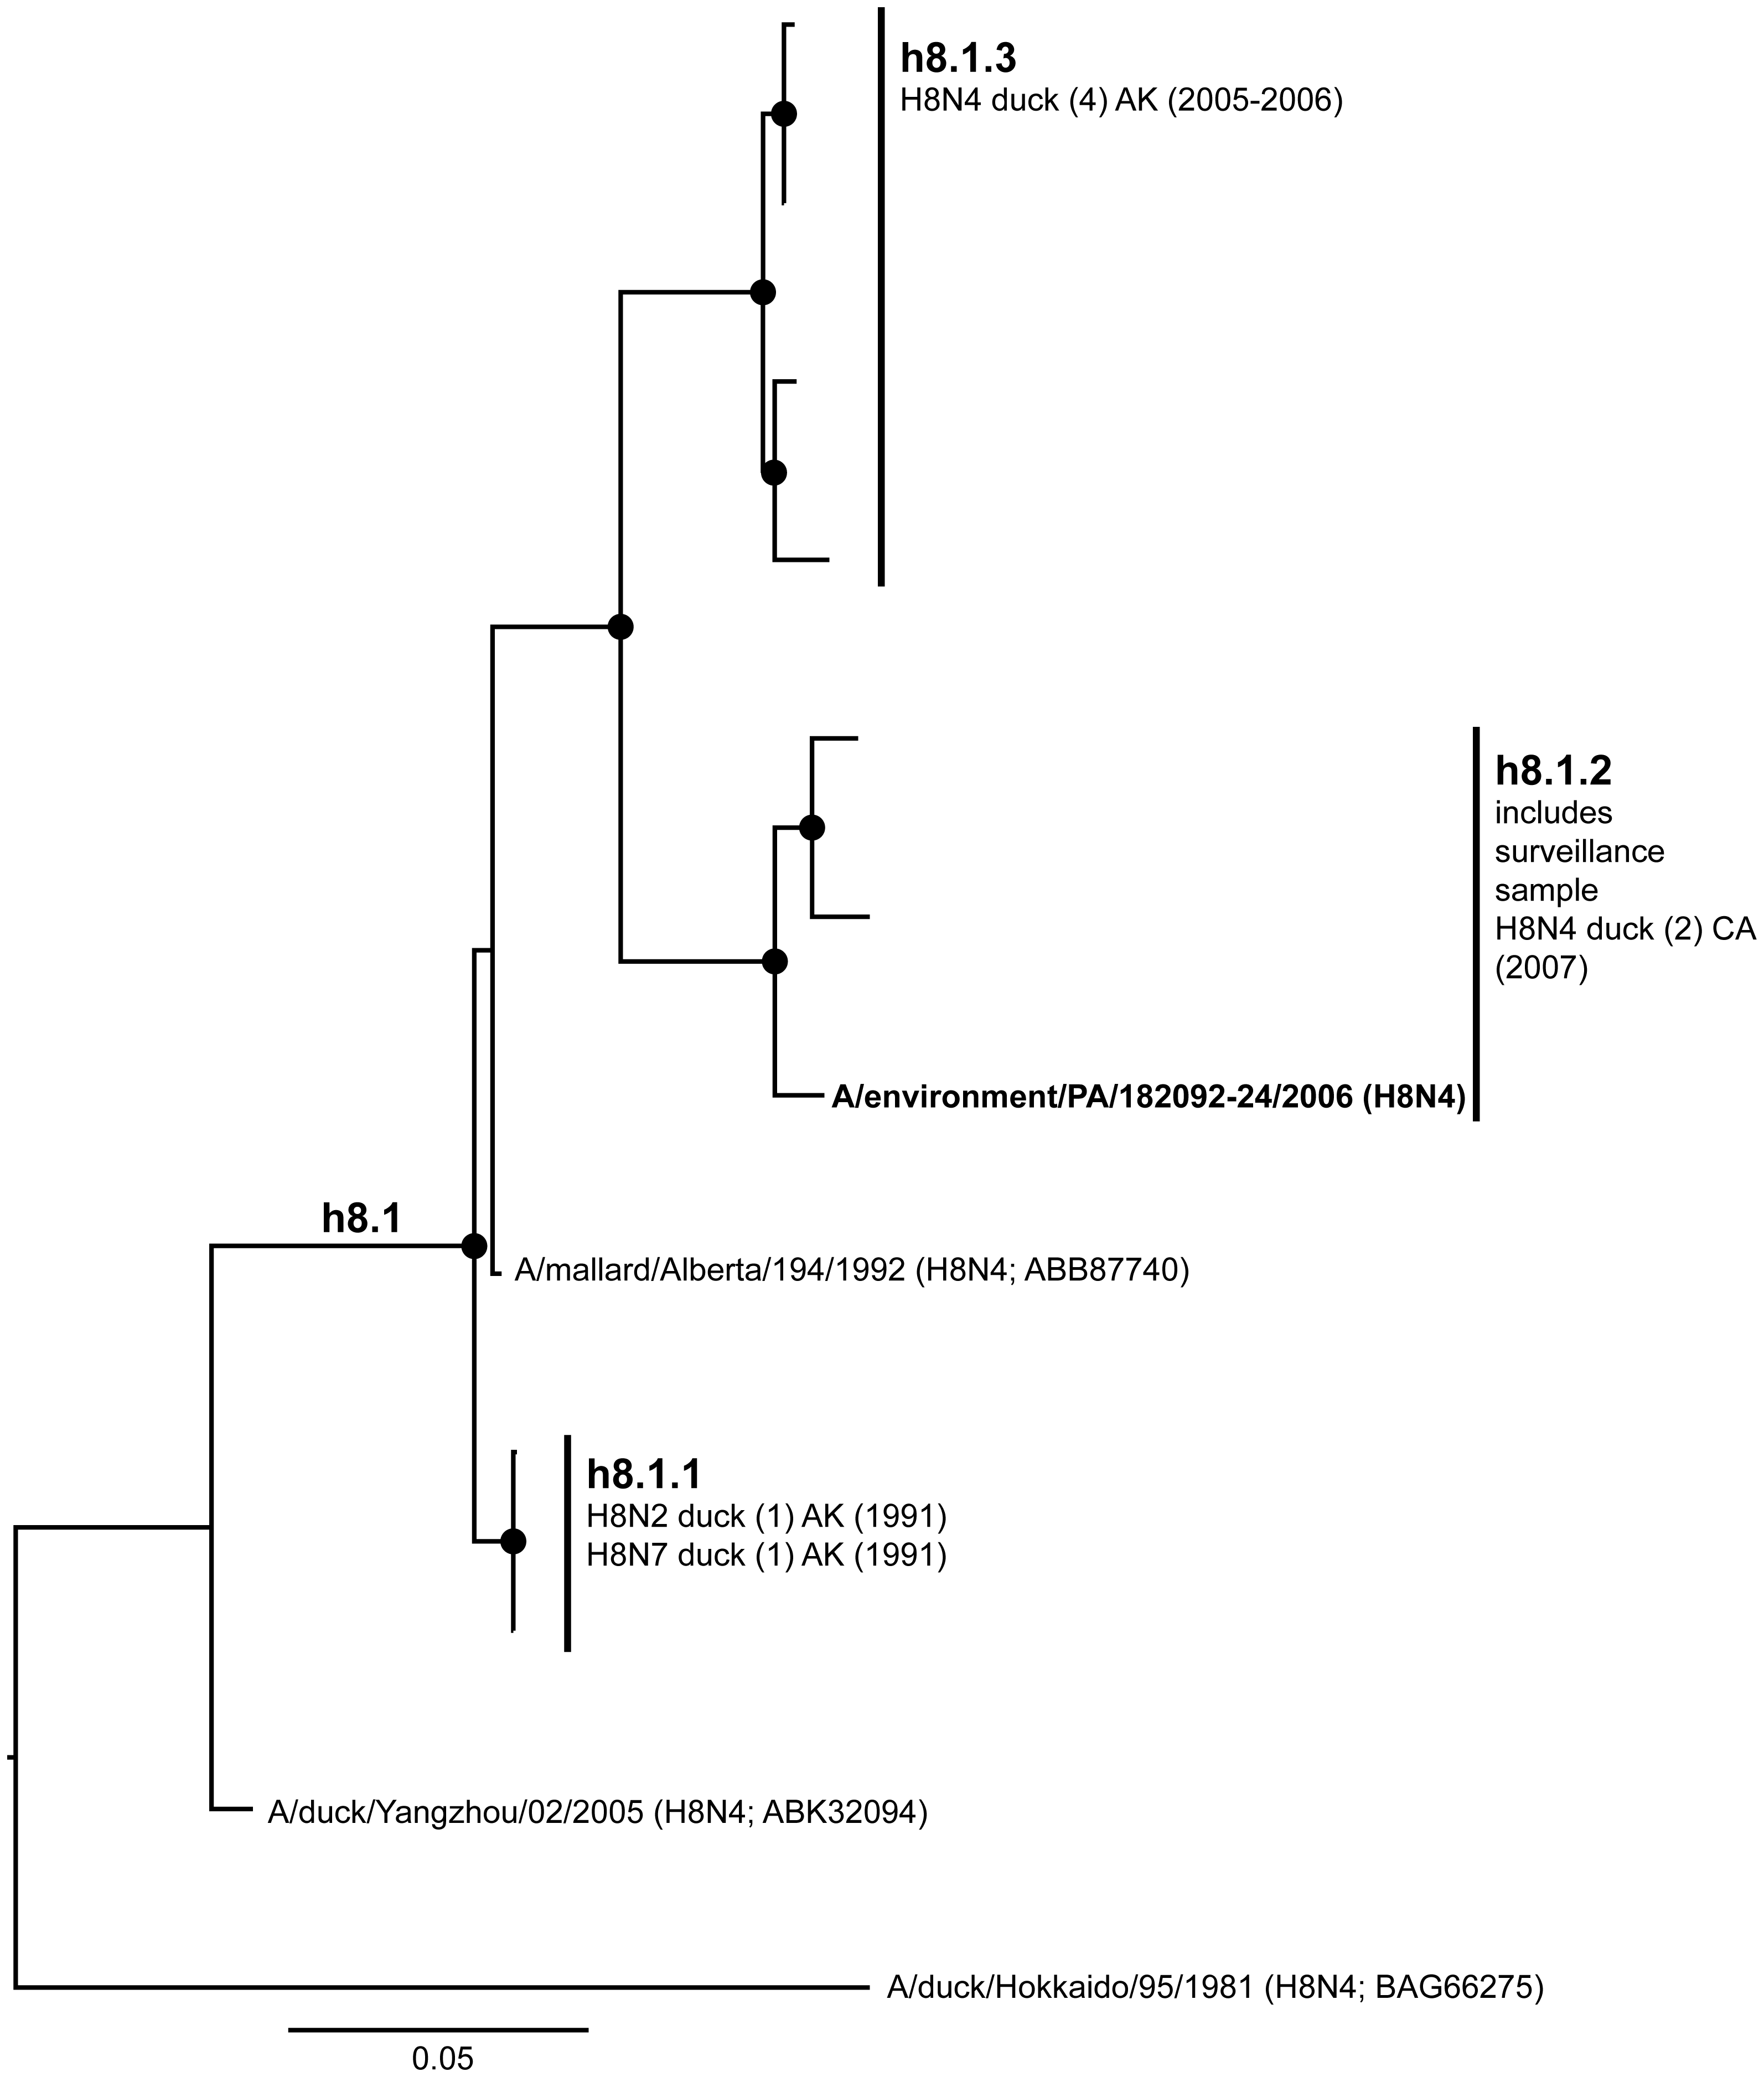 h8.1.3
H8N4 duck (4) AK (2005-2006)
h8.1.2
includes
surveillance
sample
H8N4 duck (2) CA
(2007)
A/environment/PA/182092-24/2006 (H8N4)
h8.1
A/mallard/Alberta/194/1992 (H8N4; ABB87740)
h8.1.1
H8N2 duck (1) AK (1991)
H8N7 duck (1) AK (1991)
A/duck/Yangzhou/02/2005 (H8N4; ABK32094)
A/duck/Hokkaido/95/1981 (H8N4; BAG66275)
0.05